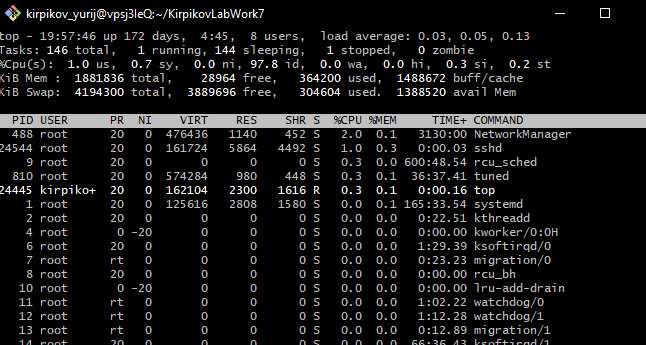 kirpikov_yurij@vpsj3leQ:~/KirpikovLabWork7
top - 19:57:46 up 172 days,  4:45,  8 users,  load average: 0.03, 0.05, 0.13
Tasks: 146 total,   1 running, 144 sleeping,   1 stopped,   0 zombie
%Cpu(s):  1.0 us,  0.7 sy,  0.0 ni, 97.8 id,  0.0 wa,  0.0 hi,  0.3 si,  0.2 st
KiB Mem :  1881836 total,    28964 free,   364200 used,  1488672 buff/cache
KiB Swap:  4194300 total,  3889696 free,   304604 used.  1388520 avail Mem
  PID USER      PR  NI    VIRT    RES    SHR S  %CPU %MEM     TIME+ COMMAND
  488 root      20   0  476436   1140    452 S   2.0  0.1   3130:00 NetworkManager
24544 root      20   0  161724   5864   4492 S   1.0  0.3   0:00.03 sshd
    9 root      20   0       0      0      0 S   0.3  0.0 600:48.54 rcu_sched
  810 root      20   0  574284    980    448 S   0.3  0.1  36:37.41 tuned
24445 kirpiko+  20   0  162104   2300   1616 R   0.3  0.1   0:00.16 top
    1 root      20   0  125616   2808   1580 S   0.0  0.1 165:33.54 systemd
    2 root      20   0       0      0      0 S   0.0  0.0   0:22.51 kthreadd
    4 root       0 -20       0      0      0 S   0.0  0.0   0:00.00 kworker/0:0H
    6 root      20   0       0      0      0 S   0.0  0.0   1:29.39 ksoftirqd/0
    7 root      rt   0       0      0      0 S   0.0  0.0   0:23.23 migration/0
    8 root      20   0       0      0      0 S   0.0  0.0   0:00.00 rcu_bh
   10 root       0 -20       0      0      0 S   0.0  0.0   0:00.00 lru-add-drain
   11 root      rt   0       0      0      0 S   0.0  0.0   1:02.22 watchdog/0
   12 root      rt   0       0      0      0 S   0.0  0.0   1:12.28 watchdog/1
   13 root      rt   0       0      0      0 S   0.0  0.0   0:12.89 migration/1
   14 root      20   0       0      0      0 S   0.0  0.0  66:36.43 ksoftirqd/1